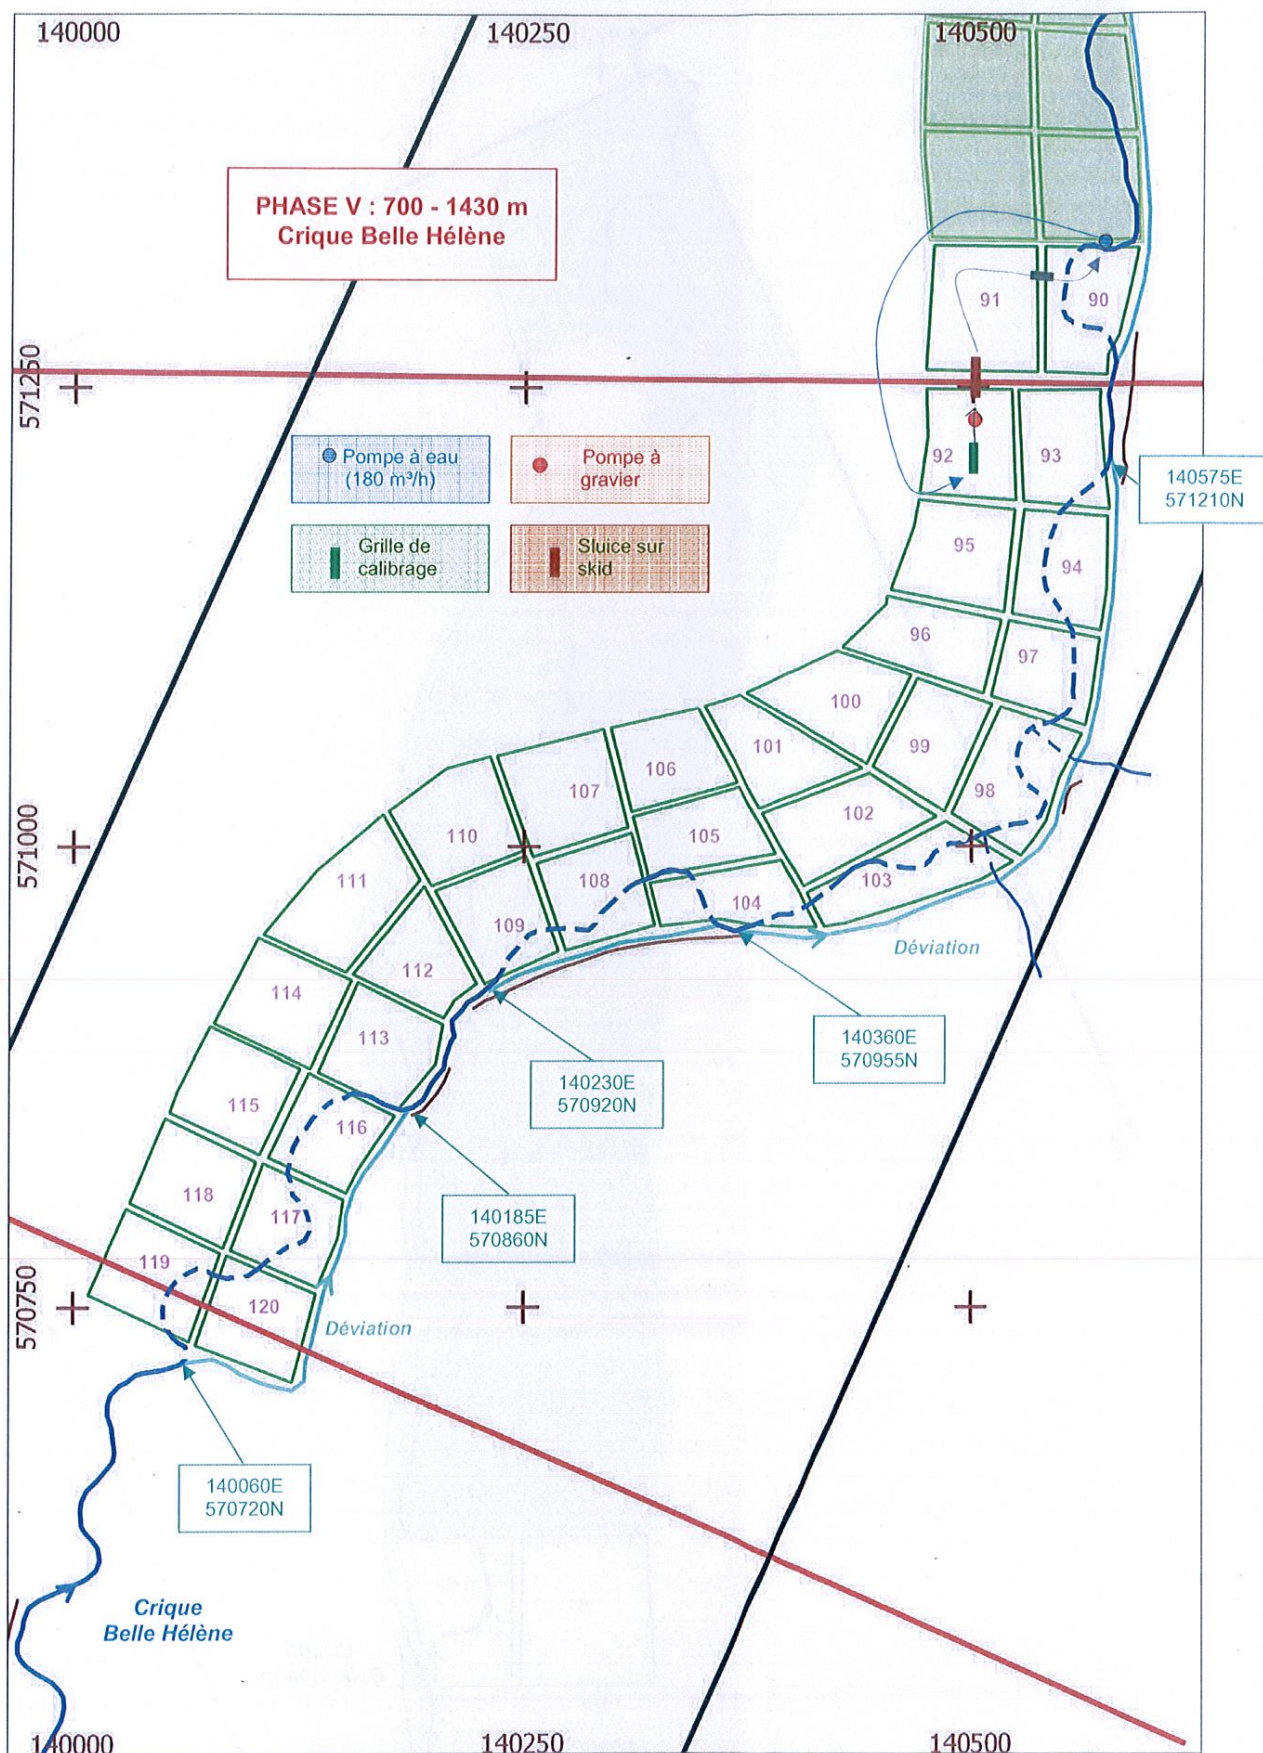 140000
140250
140500
PHASE V : 700 - 1430 m
Crique Belle Hélène
91
90
571250
92
93
Pompe à eau
(180 m³/h)
Pompe à
gravier
140575E
571210N
Grille de
calibrage
Sluice sur
skid
95
94
96
97
100
101
99
106
107
98
102
110
105
571000
111
108
103
104
109
Déviation
112
114
113
140360E
570955N
140230E
570920N
115
116
118
117
140185E
570860N
119
120
570750
Déviation
140060E
570720N
Crique
Belle Hélène
140000
140250
140500